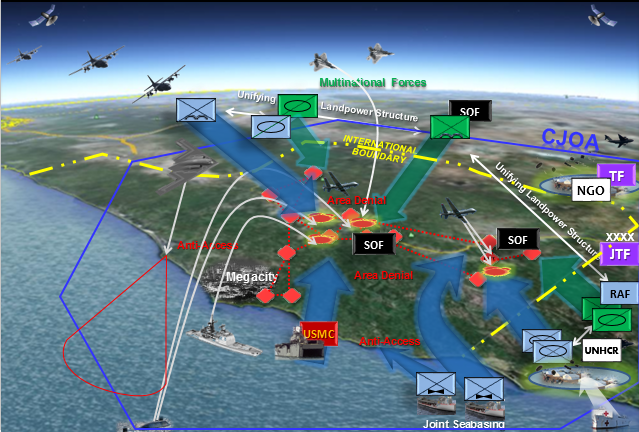 Multinational Forces
Unifying
Landpower Structure
SOF
CJOA
INTERNATIONAL
BOUNDARY
TF
NGO
Unifying Landpower Structure
Area Denial
XXXX
SOF
SOF
JTF
Anti-Access
Megacity
Area Denial
RAF
USMC
Anti-Access
UNHCR
Joint Seabasing